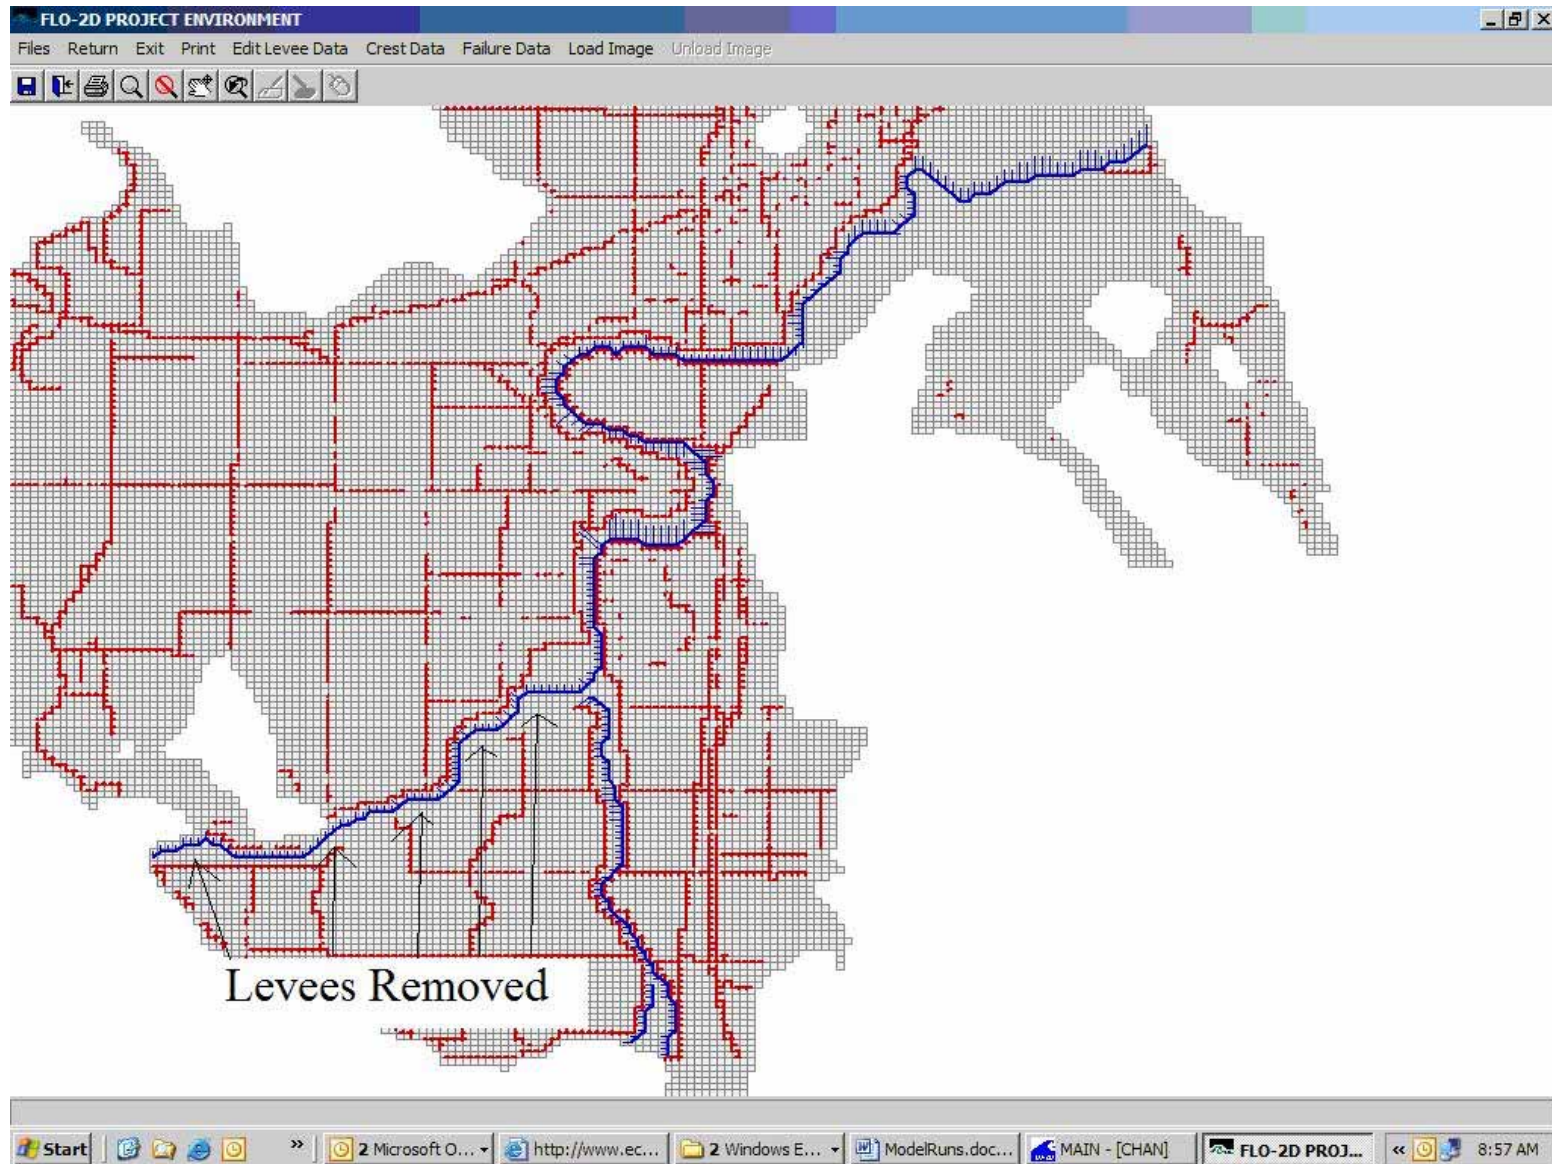 FLO-2D PROJECT ENVIRONMENT
Files Return Exit Print Edit Levee Data Crest Data Failure Data Load Image Unload Image
Levees Removed
Start » 2 Microsoft O... http://www.ec... 2 Windows E... ModelRuns.doc... MAIN - [CHAN] FLO-2D PROJ... « 8:57 AM